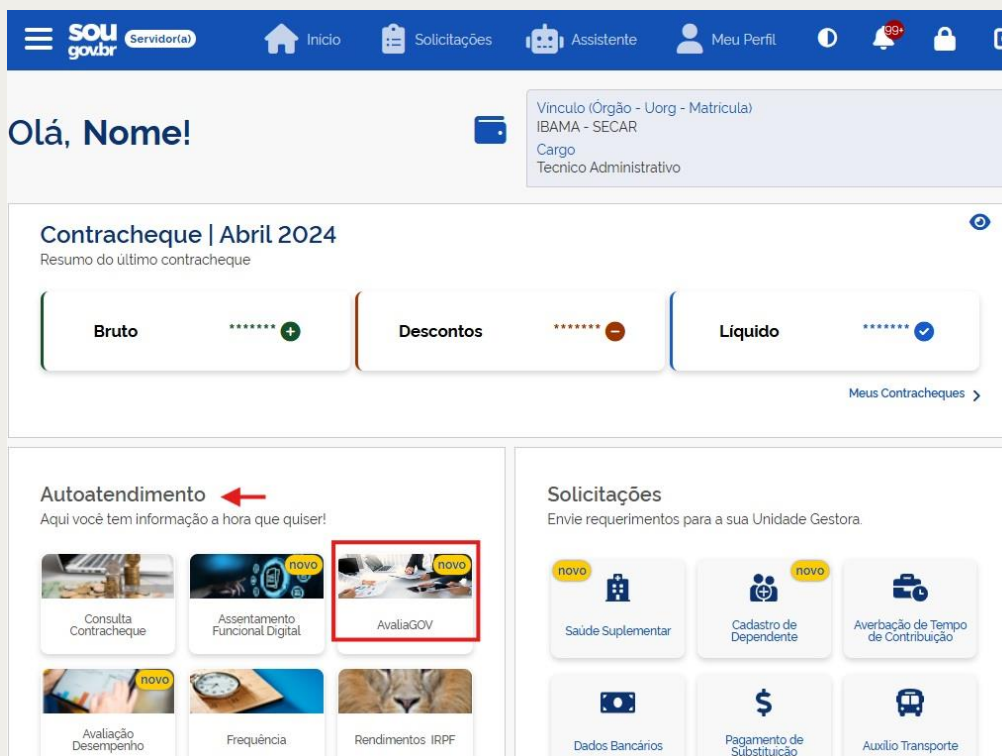 sou
gov.br
Servidor(a)
Início
Solicitações
Assistente
Meu Perfil
99+
Olá, Nome!
Vínculo (Órgão - Uorg - Matrícula)
IBAMA - SECAR
Cargo
Tecnico Administrativo
Contracheque | Abril 2024
Resumo do último contracheque
Bruto ******* +
Descontos ******* −
Líquido *******
Meus Contracheques >
Autoatendimento
Aqui você tem informação a hora que quiser!
Consulta
Contracheque
novo
Assentamento
Funcional Digital
novo
AvaliaGOV
novo
Avaliação
Desempenho
Frequência
Rendimentos IRPF
Solicitações
Envie requerimentos para a sua Unidade Gestora.
novo
Saúde Suplementar
novo
Cadastro de
Dependente
Averbação de Tempo
de Contribuição
Dados Bancários
$
Pagamento de
Substituição
Auxílio Transporte